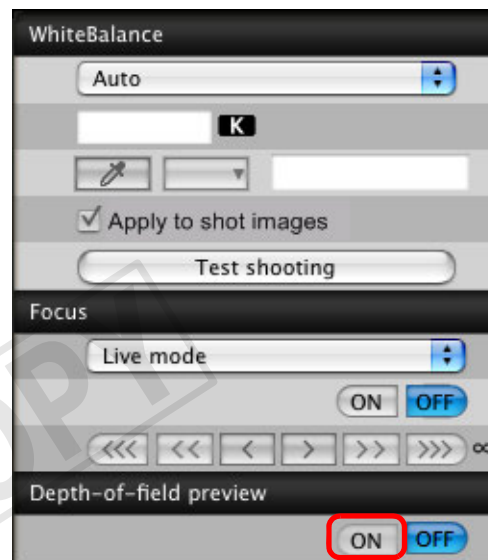 WhiteBalance
Auto
K
Apply to shot images
Test shooting
Focus
Live mode
ON OFF
<<< << < > >> >>> ∞
Depth-of-field preview
ON OFF
OPY